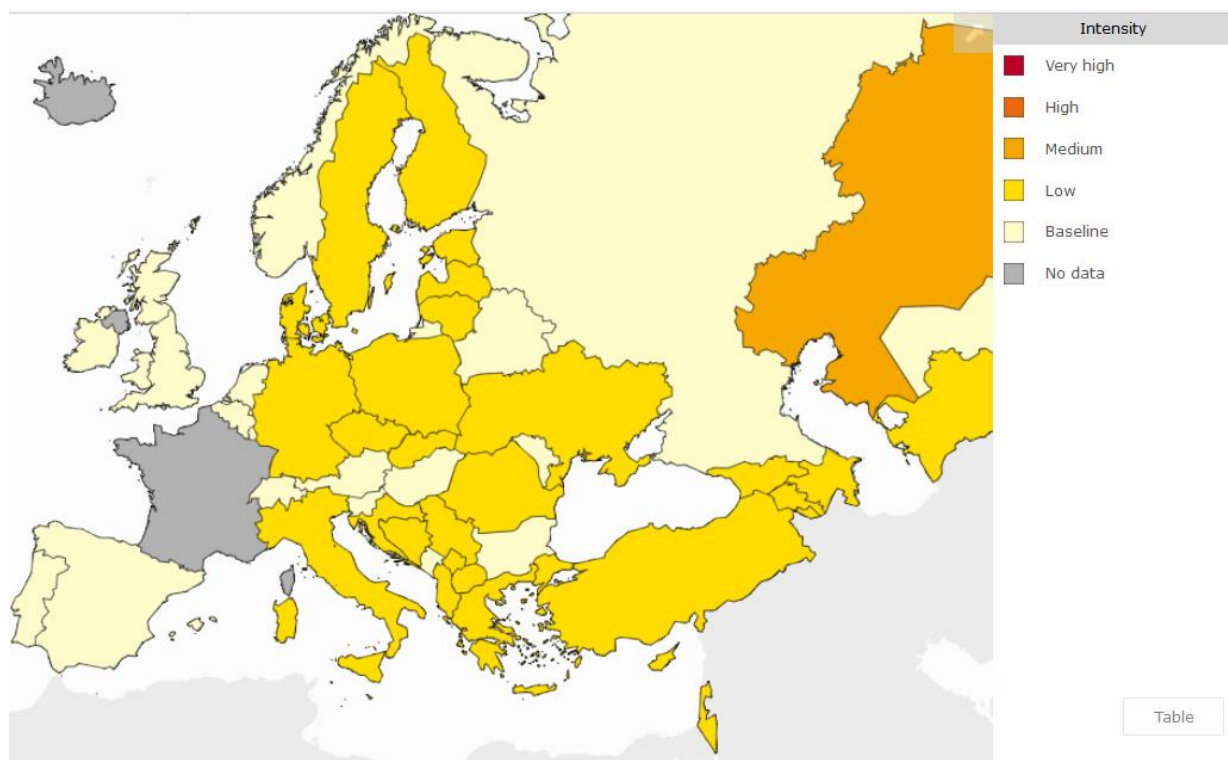 Intensity
Very high
High
Medium
Low
Baseline
No data
Table